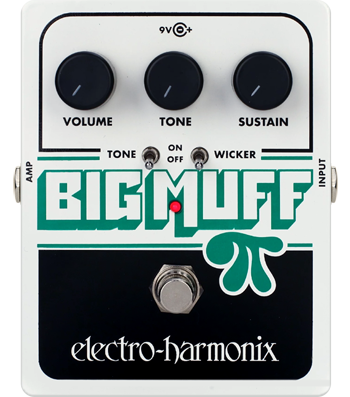 9V +
VOLUME TONE SUSTAIN
TONE ON OFF WICKER
AMP
INPUT
BIG MUFF
π
electro-harmonix